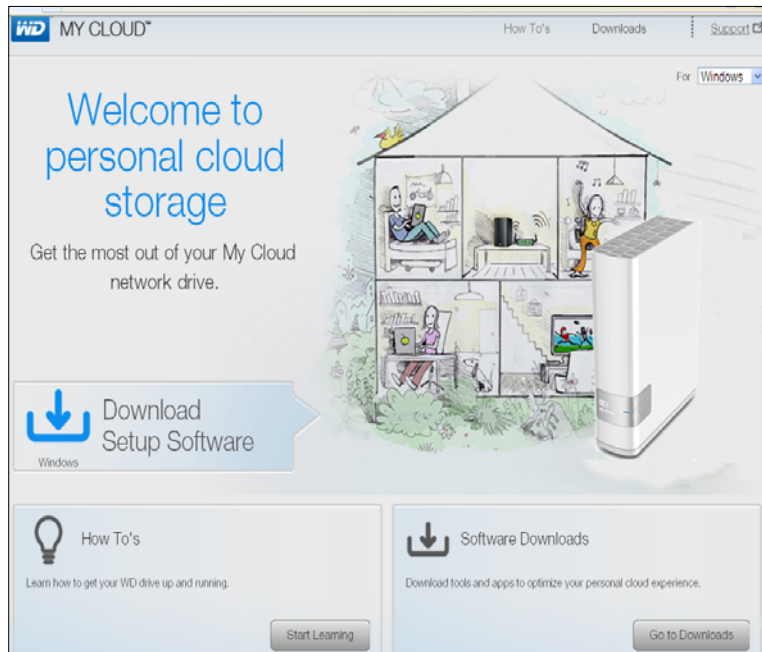 WD MY CLOUD™
How To's Downloads Support
For Windows
Welcome to
personal cloud
storage
Get the most out of your My Cloud
network drive.
Download
Setup Software
Windows
How To's
Learn how to get your WD drive up and running.
Start Learning
Software Downloads
Download tools and apps to optimize your personal cloud experience.
Go to Downloads